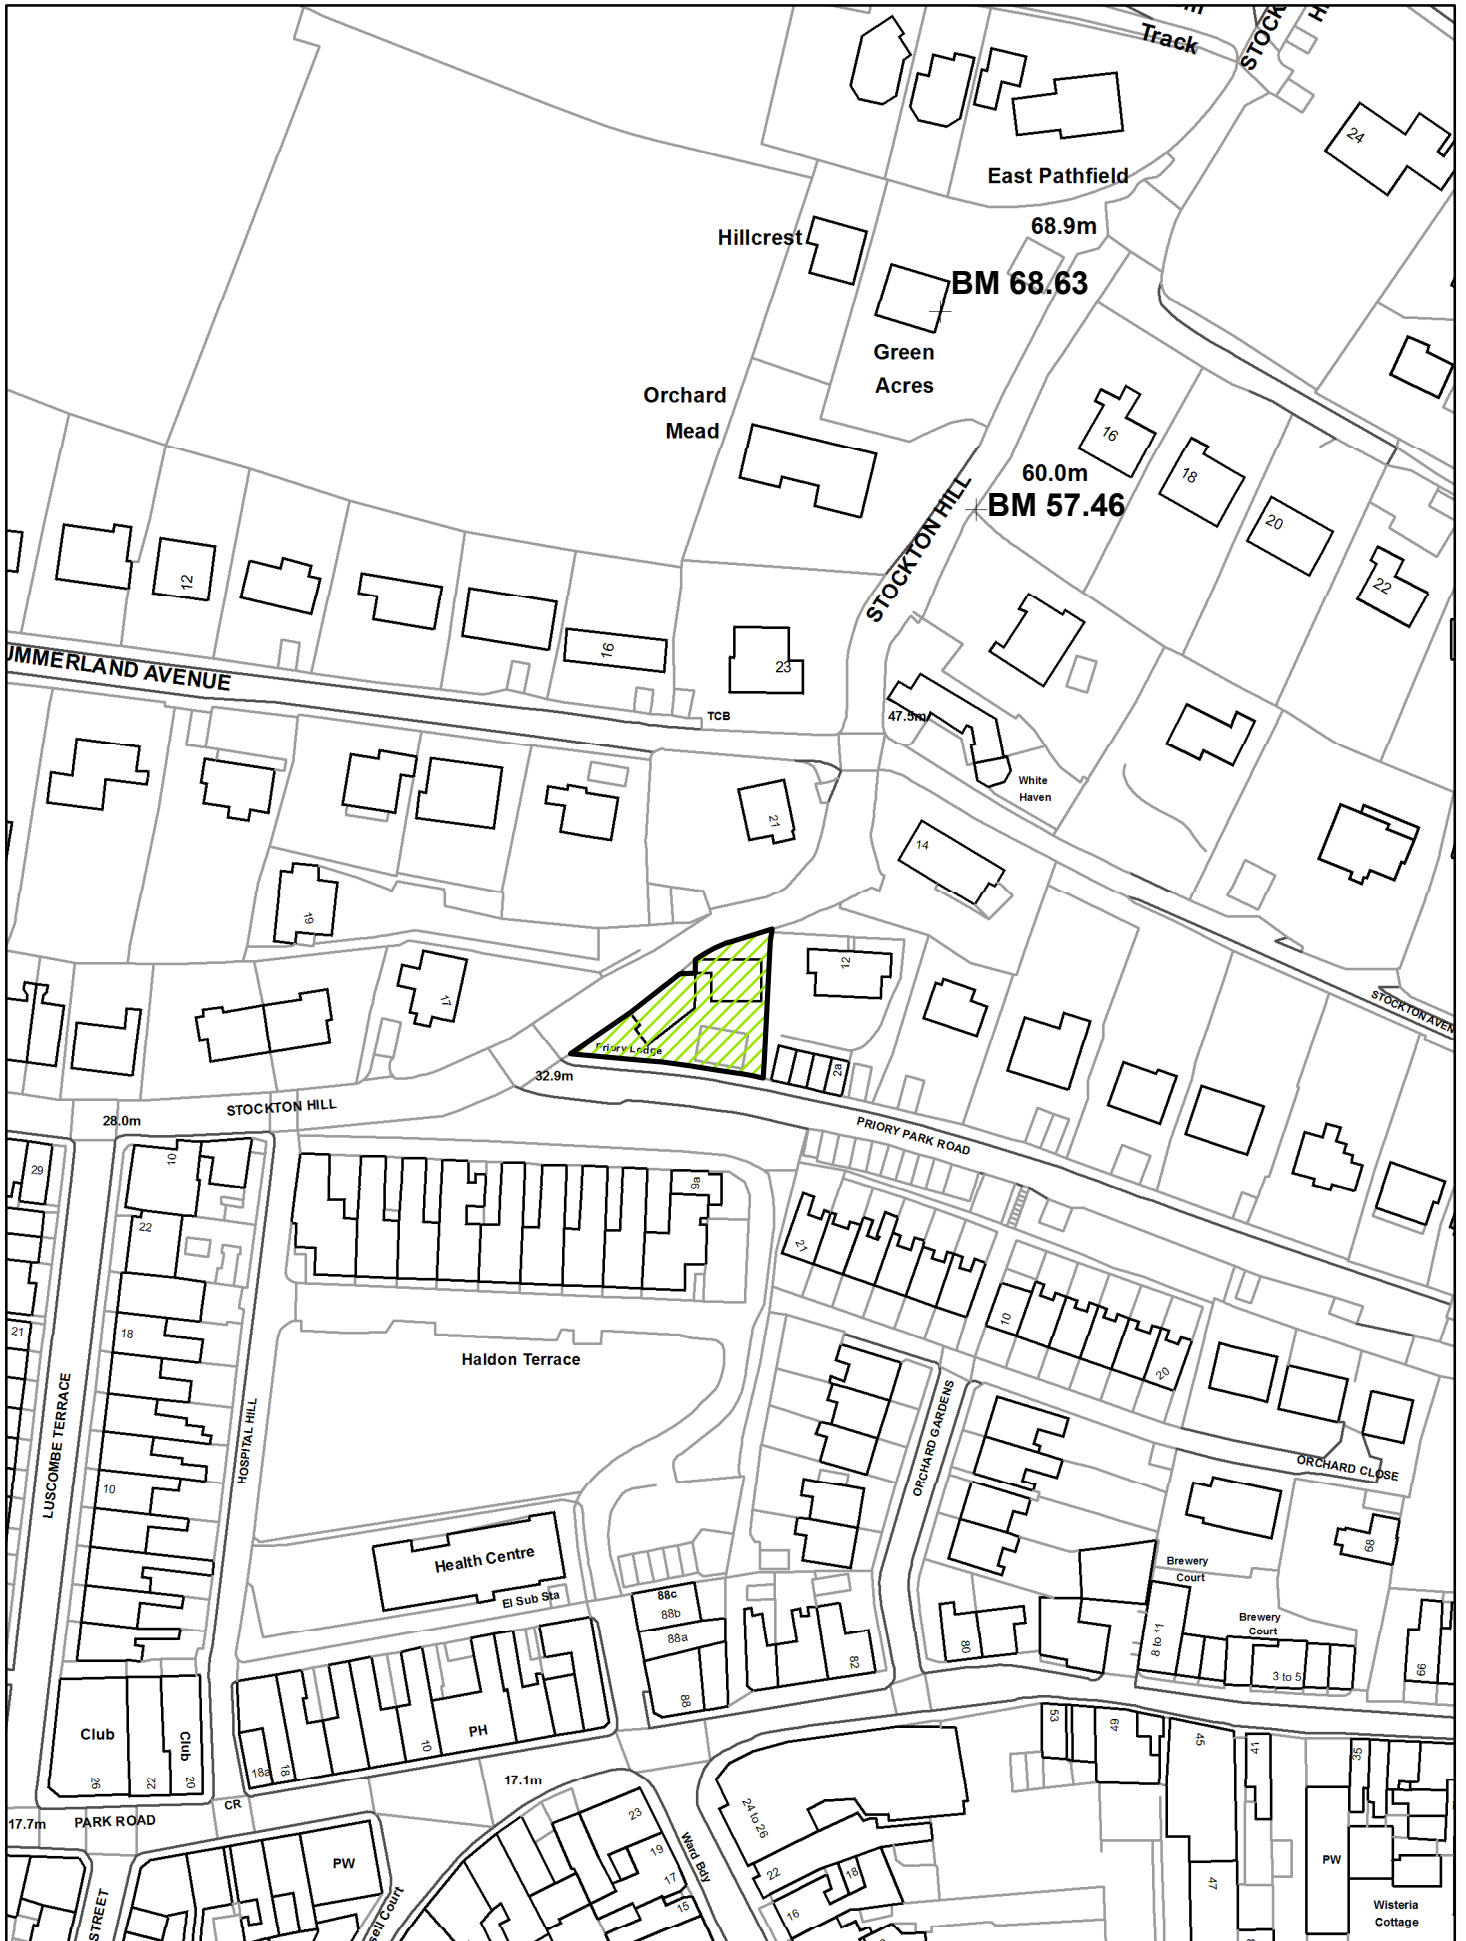 Track
STOCK
24
East Pathfield
68.9m
Hillcrest
BM 68.63
Green
Acres
Orchard
Mead
16
60.0m
18
BM 57.46
20
STOCKTON HILL
22
12
16
23
UMMERLAND AVENUE
TCB
47.5m
White
Haven
21
14
19
12
17
STOCKTON AVEN
Priory Lodge
2a
32.9m
STOCKTON HILL
28.0m
PRIORY PARK ROAD
10
29
9a
22
21
10
21
18
20
Haldon Terrace
LUSCOMBE TERRACE
HOSPITAL HILL
ORCHARD GARDENS
ORCHARD CLOSE
10
Health Centre
68
Brewery
Court
El Sub Sta
88c
88b
88a
Brewery
Court
80
8 to 11
82
66
3 to 5
88
Club
Club
PH
10
53
49
45
41
35
26
22
20
18a
18
17.1m
CR
17.7m
PARK ROAD
24 to 26
23
Ward Bdy
19
PW
22
18
17
PW
47
15
16
STREET
sell Court
Wisteria
Cottage